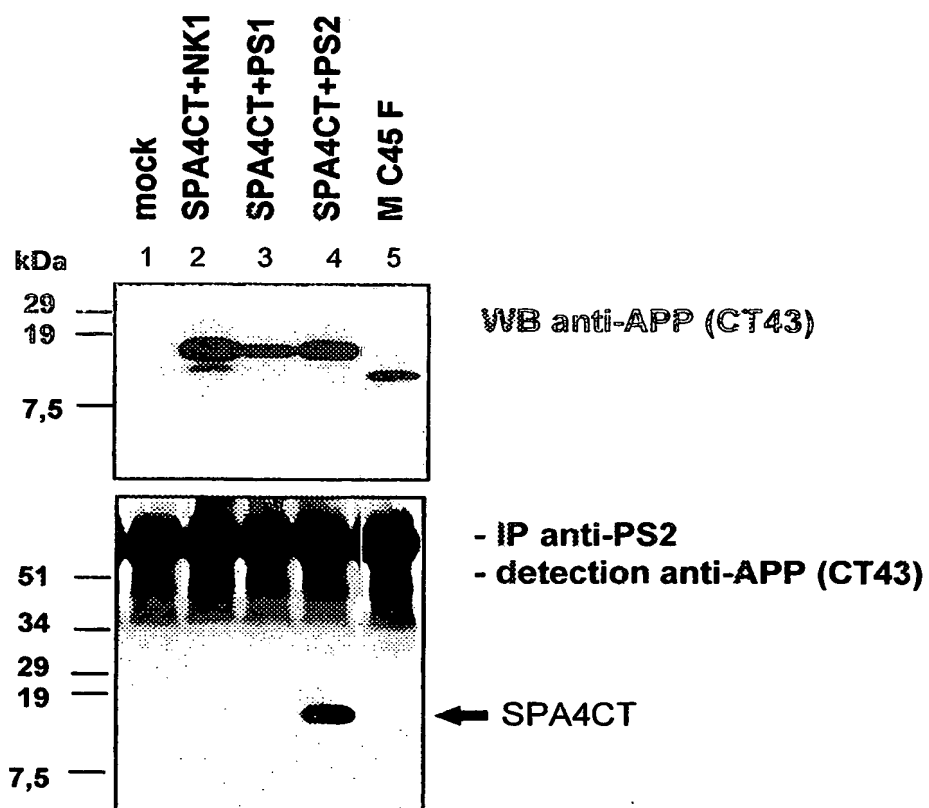 mock
SPA4CT+NK1
SPA4CT+PS1
SPA4CT+PS2
M C45 F
kDa 1 2 3 4 5
29
19
7,5
WB anti-APP (CT43)
- IP anti-PS2
- detection anti-APP (CT43)
51
34
29
19
SPA4CT
7,5